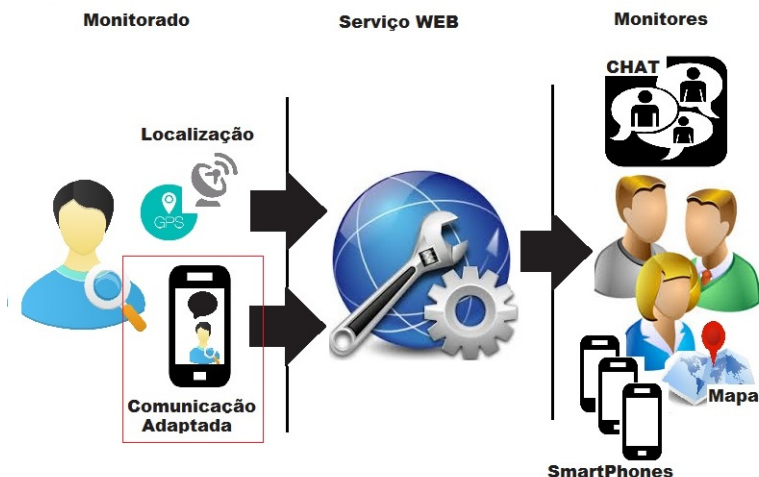 Monitorado
Serviço WEB
Monitores
CHAT
Localização
GPS
Comunicação
Adaptada
Mapa
SmartPhones